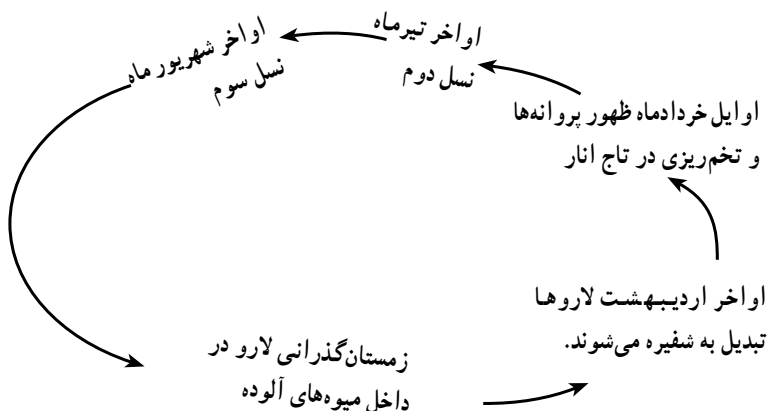 اواخر تیرماه
نسل دوم
اواخر شهریور ماه
نسل سوم
اوایل خردادماه ظهور پروانه‌ها
و تخم‌ریزی در تاج انار
اواخر اردیبهشت لاروها
تبدیل به شفیره می‌شوند.
زمستان‌گذرانی لارو در
داخل میوه‌های آلوده